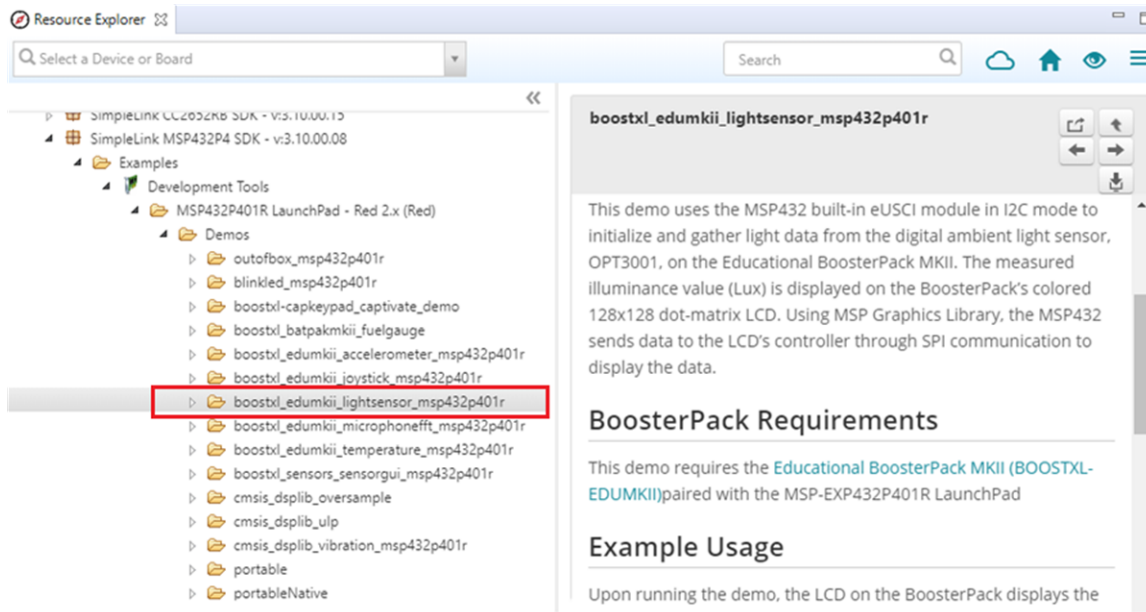 Resource Explorer
Select a Device or Board
Search
SimpleLink CC2652RB SDK - v:3.10.00.15
SimpleLink MSP432P4 SDK - v:3.10.00.08
Examples
Development Tools
MSP432P401R LaunchPad - Red 2.x (Red)
Demos
outofbox_msp432p401r
blinkled_msp432p401r
boostxl-capkeypad_captivate_demo
boostxl_batpakmkii_fuelgauge
boostxl_edumkii_accelerometer_msp432p401r
boostxl_edumkii_joystick_msp432p401r
boostxl_edumkii_lightsensor_msp432p401r
boostxl_edumkii_microphonefft_msp432p401r
boostxl_edumkii_temperature_msp432p401r
boostxl_sensors_sensorgui_msp432p401r
cmsis_dsplib_oversample
cmsis_dsplib_ulp
cmsis_dsplib_vibration_msp432p401r
portable
portableNative
boostxl_edumkii_lightsensor_msp432p401r
This demo uses the MSP432 built-in eUSCI module in I2C mode to
initialize and gather light data from the digital ambient light sensor,
OPT3001, on the Educational BoosterPack MKII. The measured
illuminance value (Lux) is displayed on the BoosterPack's colored
128x128 dot-matrix LCD. Using MSP Graphics Library, the MSP432
sends data to the LCD's controller through SPI communication to
display the data.
BoosterPack Requirements
This demo requires the Educational BoosterPack MKII (BOOSTXL-
EDUMKII)paired with the MSP-EXP432P401R LaunchPad
Example Usage
Upon running the demo, the LCD on the BoosterPack displays the